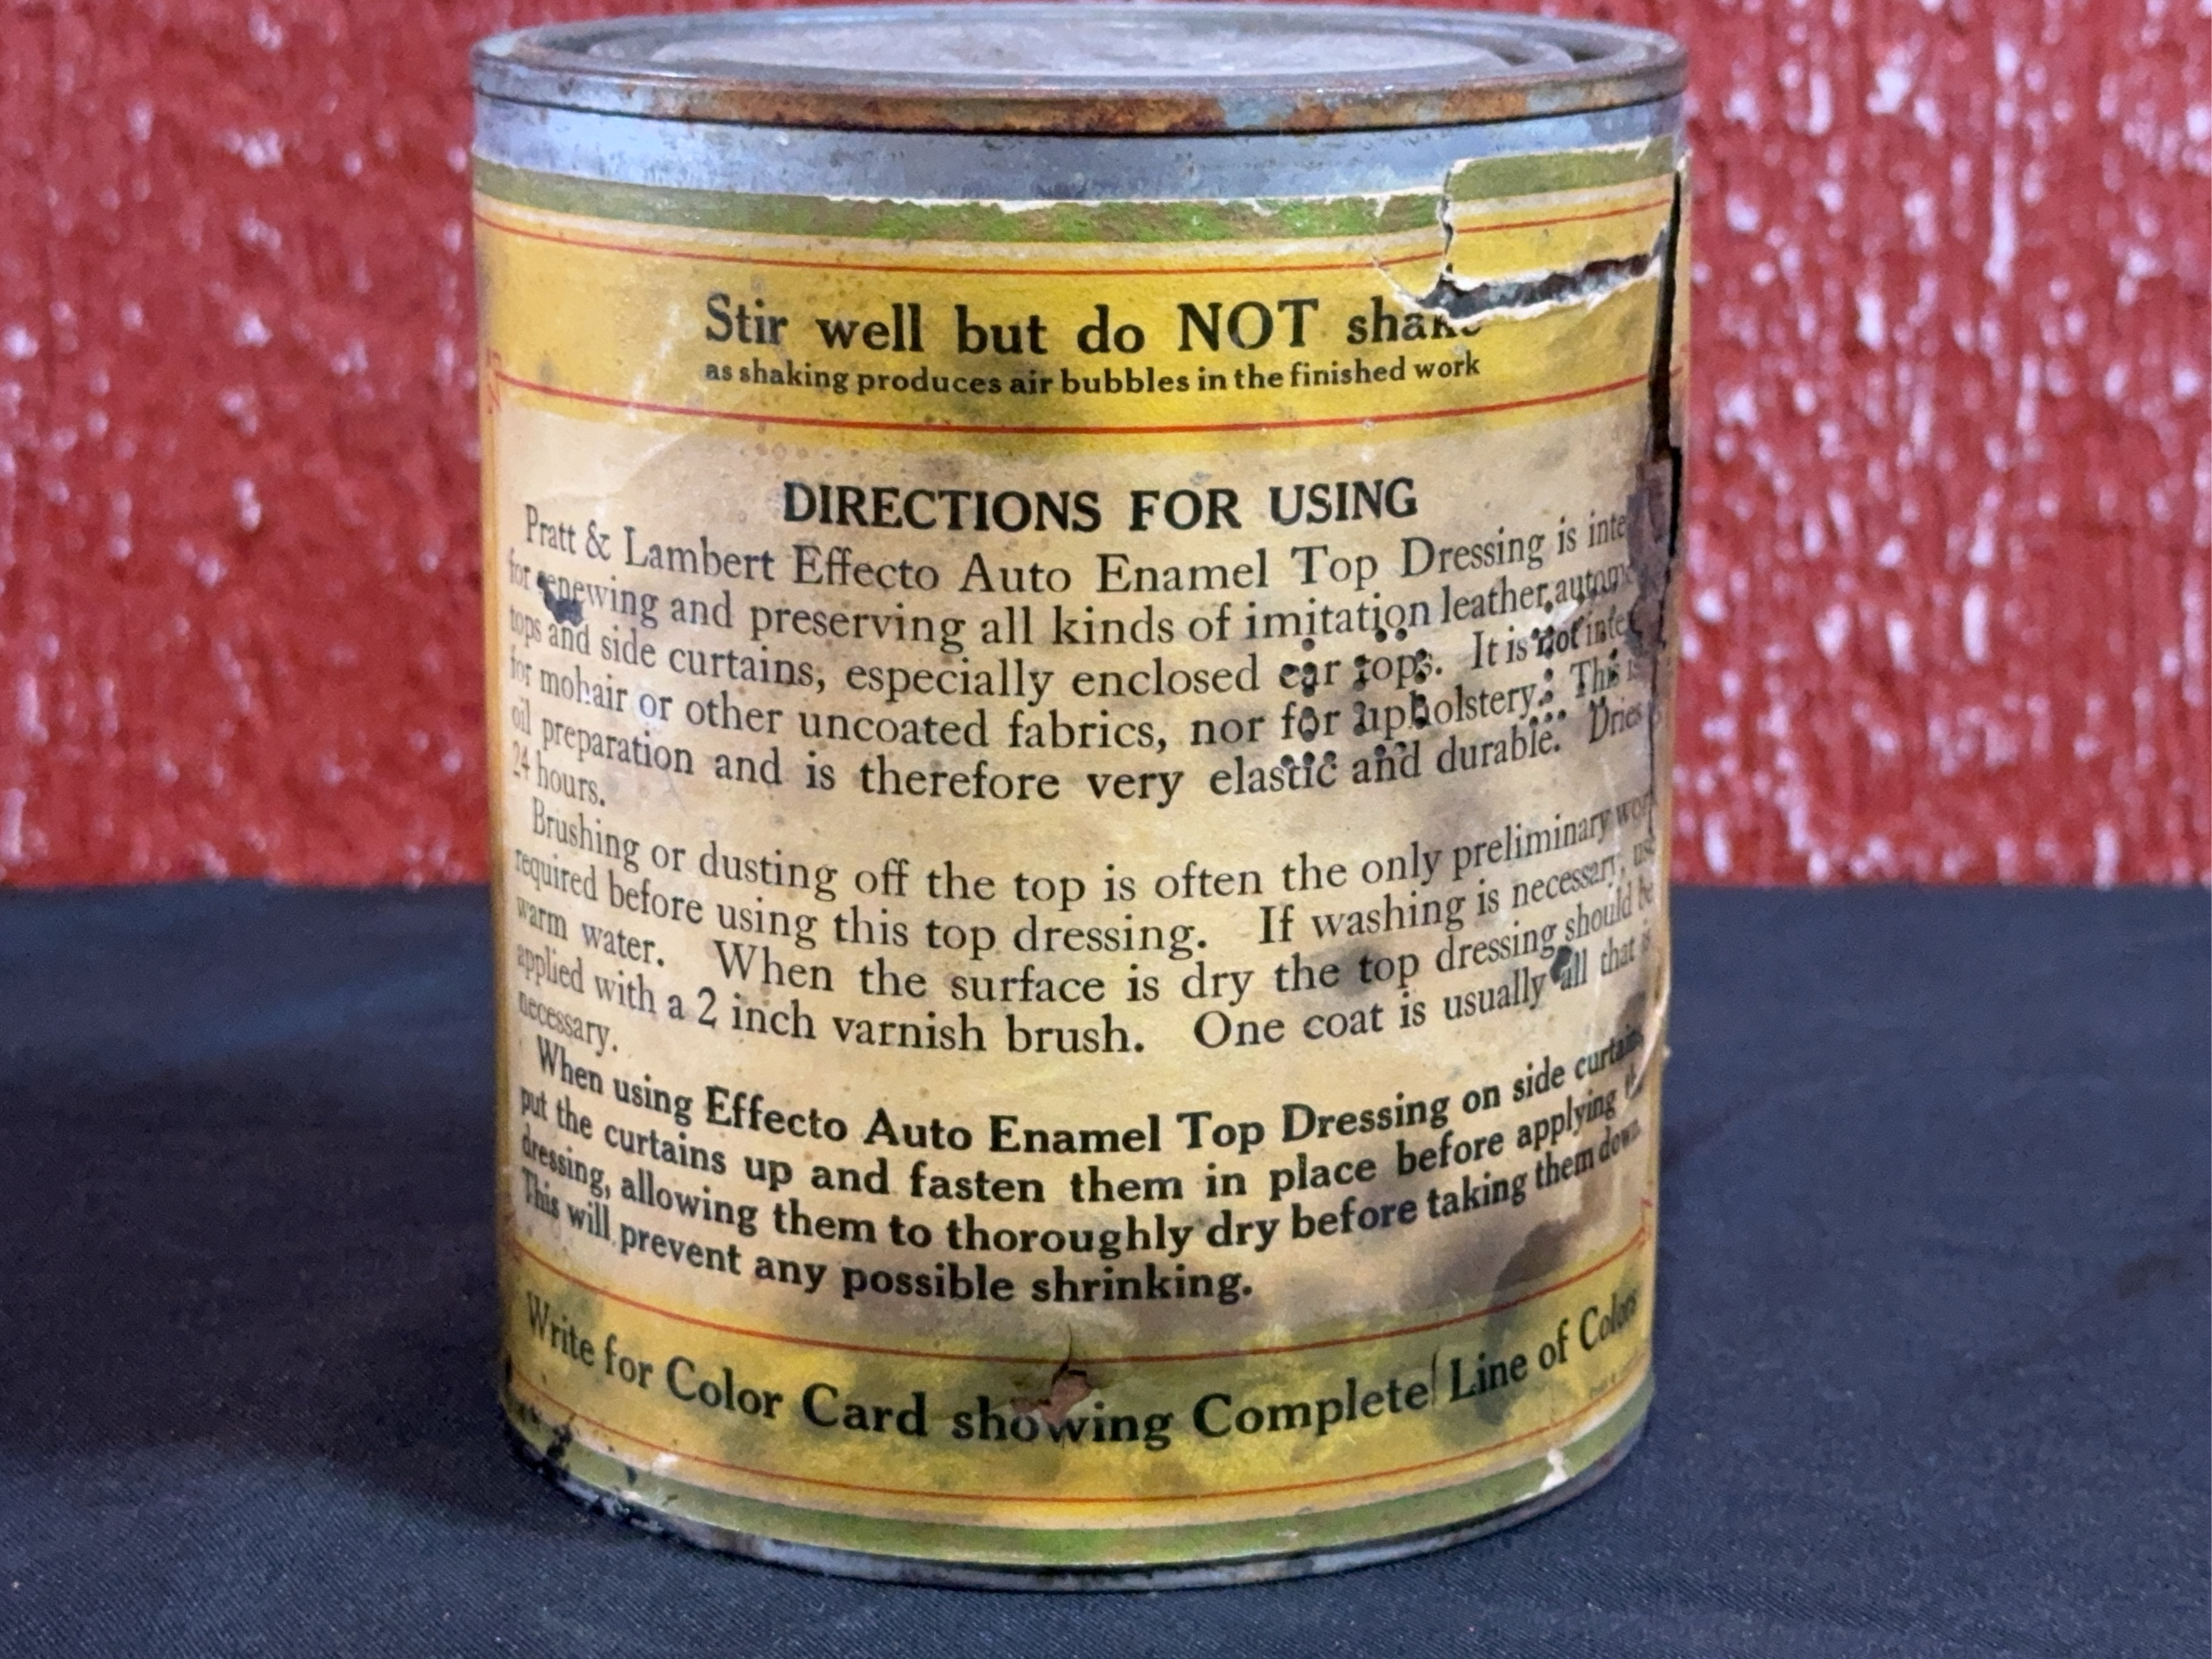 Stir well but do NOT shake
as shaking produces air bubbles in the finished work
DIRECTIONS FOR USING
Pratt & Lambert Effecto Auto Enamel Top Dressing is
for renewing and preserving all kinds of imitation leather
tops and side curtains, especially enclosed car tops. It is not
for mohair or other uncoated fabrics, nor for upholstery. This is
oil preparation and is therefore very elastic and durable. Dries
24 hours.
Brushing or dusting off the top is often the only preliminary work
required before using this top dressing. If washing is necessary, use
warm water. When the surface is dry the top dressing should be
applied with a 2 inch varnish brush. One coat is usually all that is
necessary.
When using Effecto Auto Enamel Top Dressing on side curtains
put the curtains up and fasten them in place before applying the
dressing, allowing them to thoroughly dry before taking them down.
This will prevent any possible shrinking.
Write for Color Card showing Complete Line of Colors